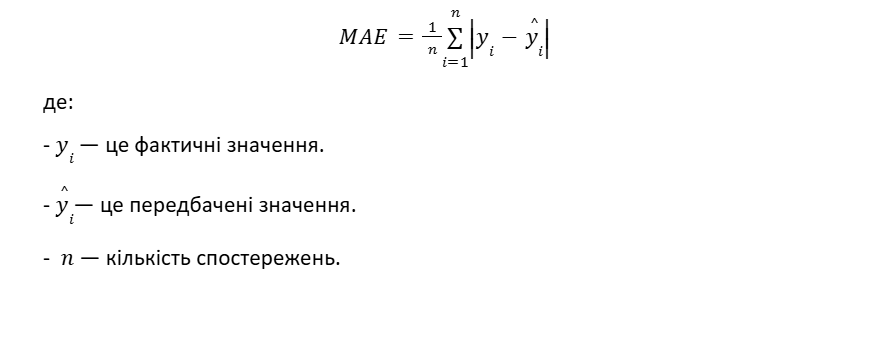 MAE = 1/n ∑_{i=1}^{n} |y_i − ŷ_i|
де:
- y_i — це фактичні значення.
- ŷ_i — це передбачені значення.
- n — кількість спостережень.